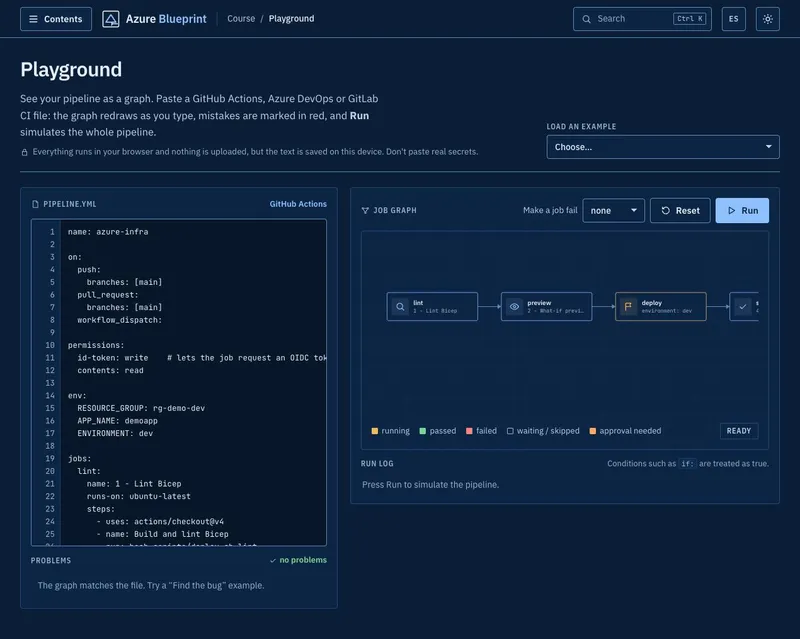 Contents
Azure Blueprint
Course / Playground
Search
Ctrl K
ES
Playground
See your pipeline as a graph. Paste a GitHub Actions, Azure DevOps or GitLab
CI file: the graph redraws as you type, mistakes are marked in red, and Run
simulates the whole pipeline.
Everything runs in your browser and nothing is uploaded, but the text is saved on this device. Don't paste real secrets.
LOAD AN EXAMPLE
Choose...
PIPELINE.YML
GitHub Actions
1 name: azure-infra
2
3 on:
4 push:
5 branches: [main]
6 pull_request:
7 branches: [main]
8 workflow_dispatch:
9
10 permissions:
11 id-token: write # lets the job request an OIDC tok
12 contents: read
13
14 env:
15 RESOURCE_GROUP: rg-demo-dev
16 APP_NAME: demoapp
17 ENVIRONMENT: dev
18
19 jobs:
20 lint:
21 name: 1 - Lint Bicep
22 runs-on: ubuntu-latest
23 steps:
24 - uses: actions/checkout@v4
25 - name: Build and lint Bicep
PROBLEMS
no problems
The graph matches the file. Try a “Find the bug” example.
JOB GRAPH
Make a job fail
none
Reset
Run
lint
1 - Lint Bicep
preview
2 - What-if previ…
deploy
environment: dev
running
passed
failed
waiting / skipped
approval needed
READY
RUN LOG
Conditions such as if: are treated as true.
Press Run to simulate the pipeline.